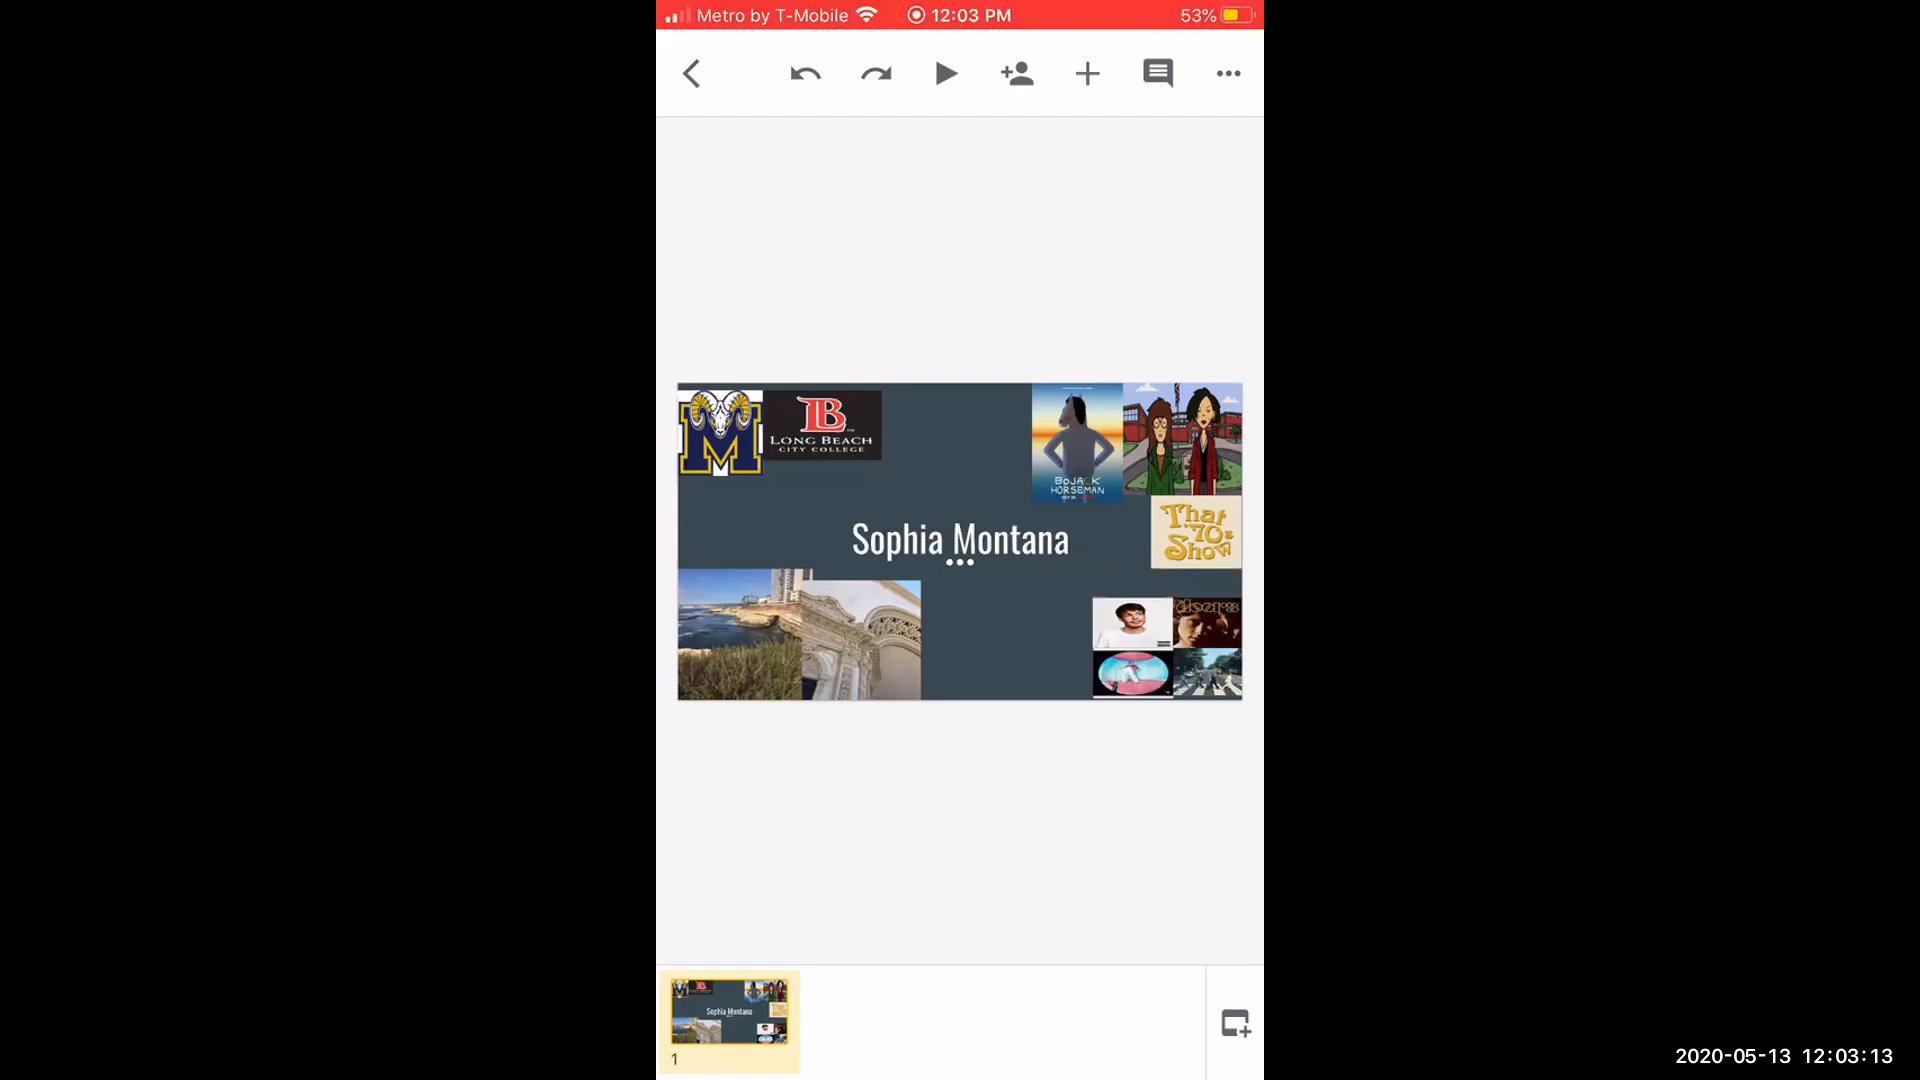 Metro by T-Mobile
12:03 PM
53%
M
LB
LONG BEACH
CITY COLLEGE
BOJACK
HORSEMAN
That
'70s
Show
Sophia Montana
doors
Sophia Montana
1
2020-05-13 12:03:13